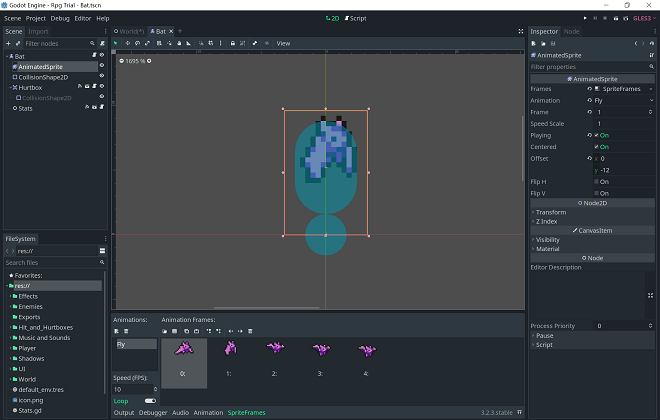 Godot Engine - Rpg Trial - Bat.tscn
Scene Project Debug Editor Help
2D Script
GLES3
Scene Import
World(*) Bat
Inspector Node
Filter nodes
View
Bat
AnimatedSprite
CollisionShape2D
Hurtbox
CollisionShape2D
Stats
1695 %
AnimatedSprite
Filter properties
AnimatedSprite
Frames SpriteFrames
Animation Fly
Frame 1
Speed Scale 1
Playing On
Centered On
Offset x 0
y -12
Flip H On
Flip V On
Node2D
Transform
Z Index
CanvasItem
Visibility
Material
Node
Editor Description
Process Priority 0
Pause
Script
FileSystem
res://
Search files
Favorites:
res://
Effects
Enemies
Exports
Hit_and_Hurtboxes
Music and Sounds
Player
Shadows
UI
World
default_env.tres
icon.png
Stats.gd
Animations: Animation Frames:
Fly
0: 1: 2: 3: 4:
Speed (FPS):
10
Loop
Output Debugger Audio Animation SpriteFrames
3.2.3.stable